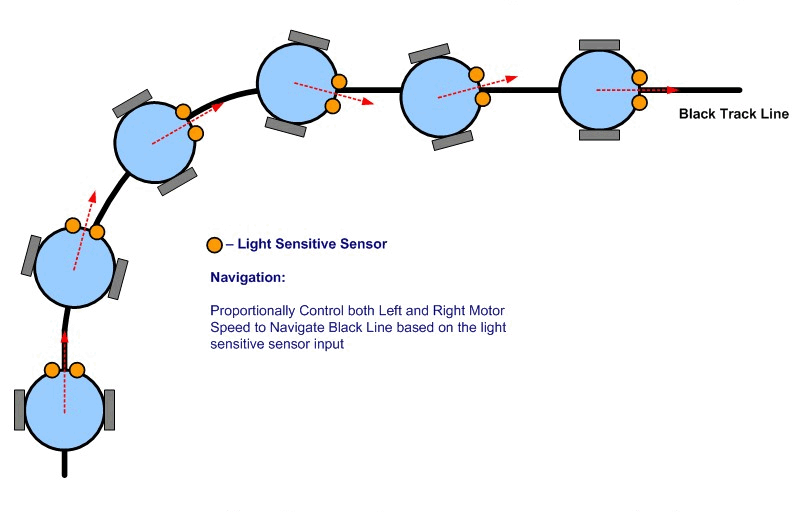 Black Track Line
– Light Sensitive Sensor
Navigation:
Proportionally Control both Left and Right Motor
Speed to Navigate Black Line based on the light
sensitive sensor input